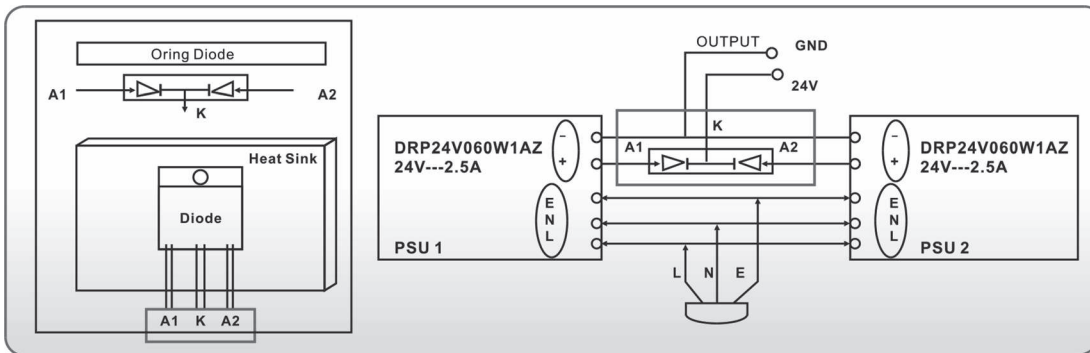 Oring Diode
A1
A2
K
Heat Sink
Diode
A1 K A2
OUTPUT
GND
24V
K
A1
A2
DRP24V060W1AZ
24V---2.5A
−
+
E
N
L
PSU 1
DRP24V060W1AZ
24V---2.5A
−
+
E
N
L
PSU 2
L N E